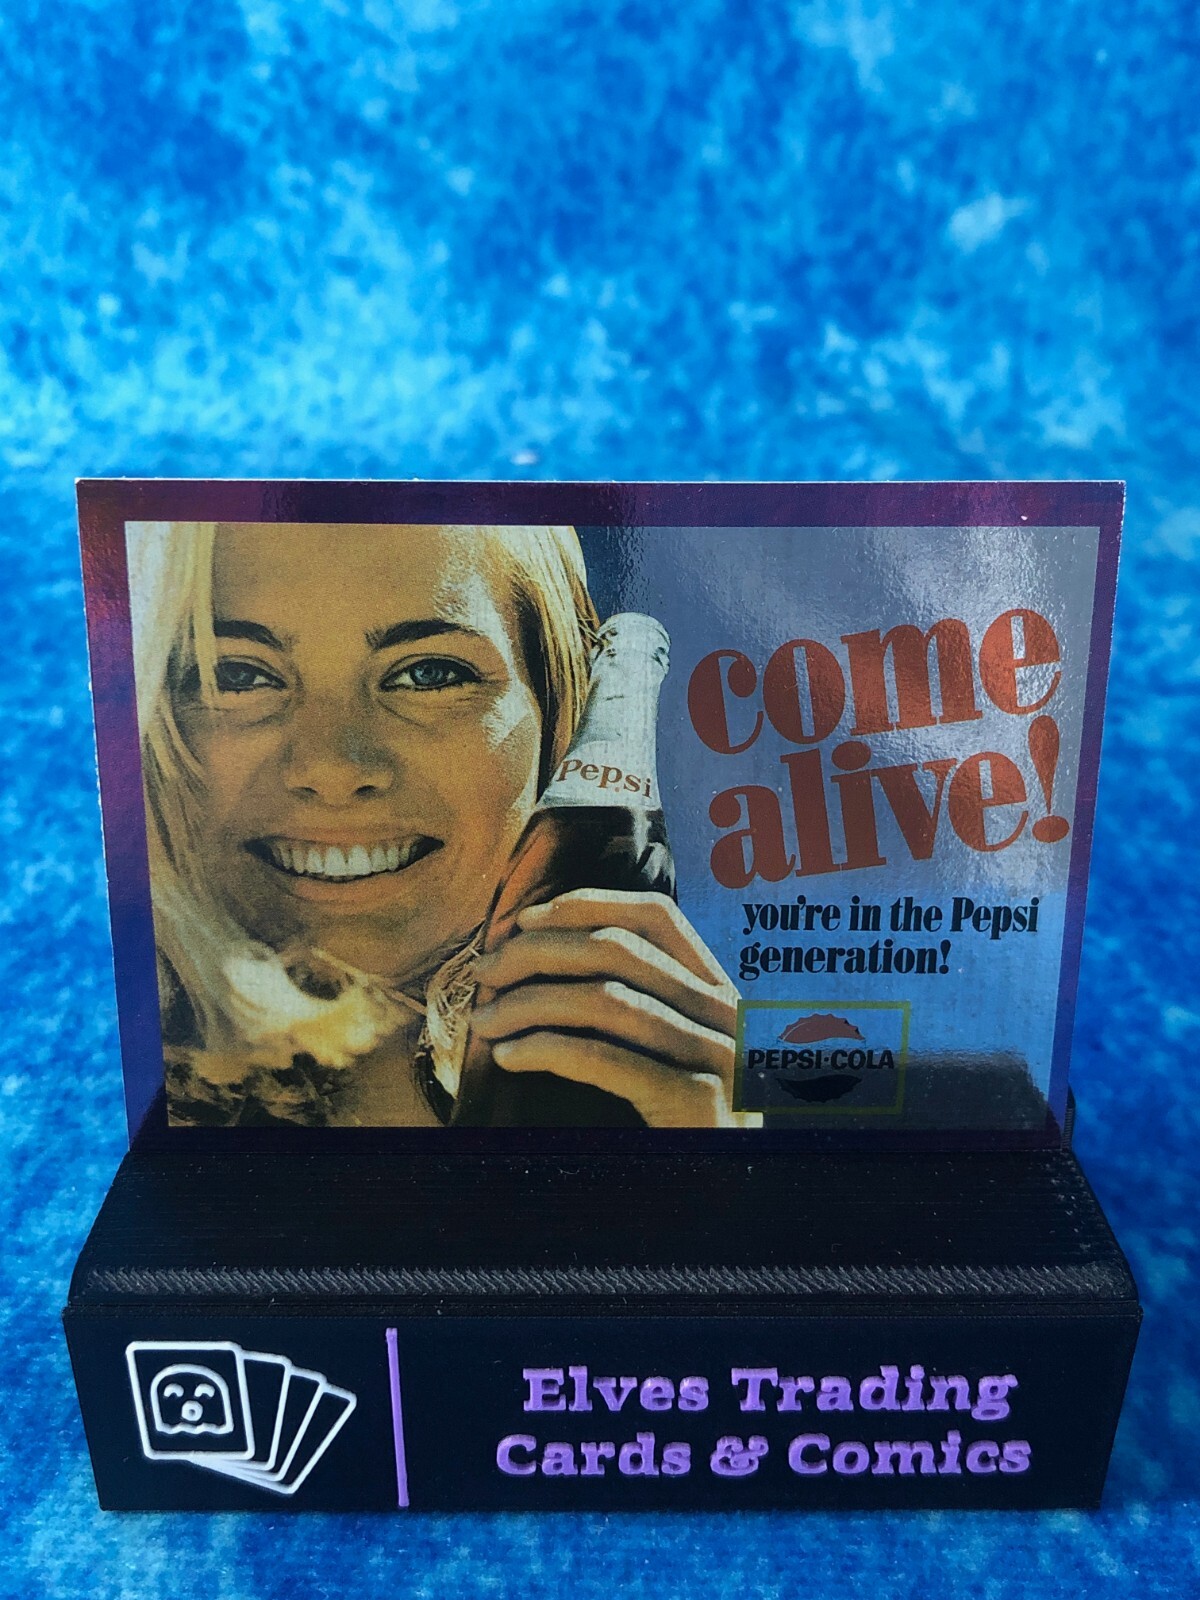 Pepsi
come
alive!
you're in the Pepsi
generation!
PEPSI-COLA
Elves Trading
Cards & Comics